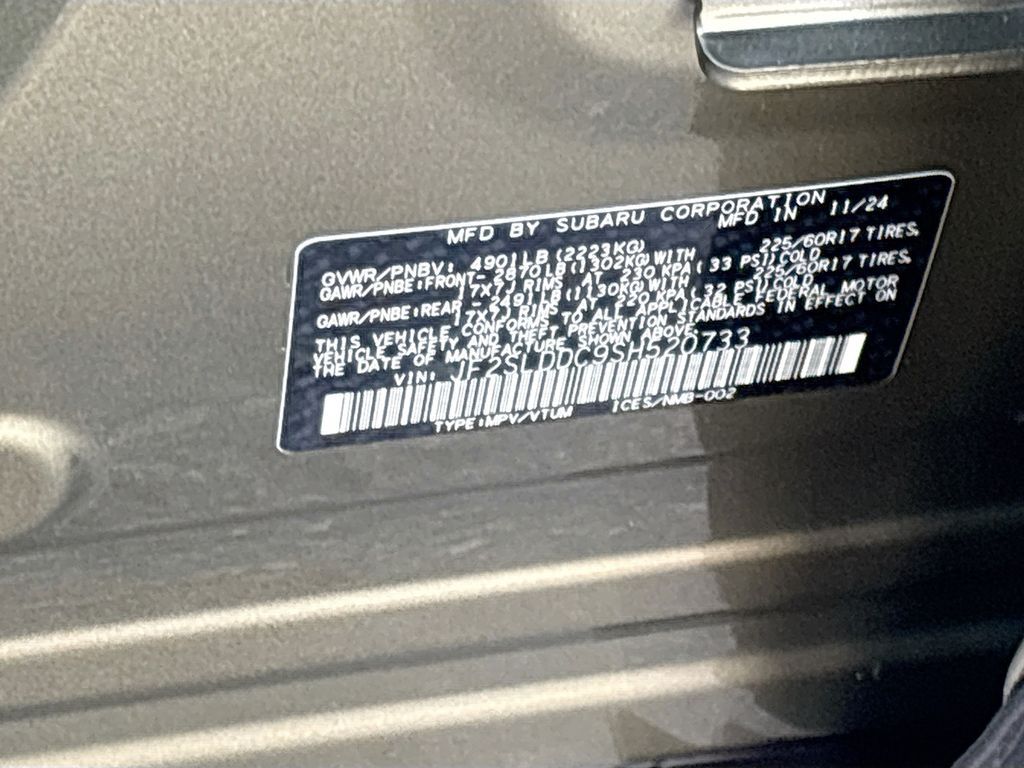 MFD BY SUBARU CORPORATION
MFD IN 11/24
GVWR/PNBV: 4901LB(2223KG)
GAWR/PNBE:FRONT- 2870LB(1302KG)WITH 225/60R17 TIRES,
17X7J RIMS, AT 230 KPA( 33 PSI)COLD
GAWR/PNBE:REAR - 2491LB(1130KG)WITH 225/60R17 TIRES,
17X7J RIMS, AT 220 KPA( 32 PSI)COLD
THIS VEHICLE CONFORMS TO ALL APPLICABLE FEDERAL MOTOR
VEHICLE SAFETY AND THEFT PREVENTION STANDARDS IN EFFECT ON
THE DATE OF MANUFACTURE SHOWN ABOVE.
VIN: JF2SLDDC9SH520733
TYPE:MPV/VTUM ICES/NMB-002